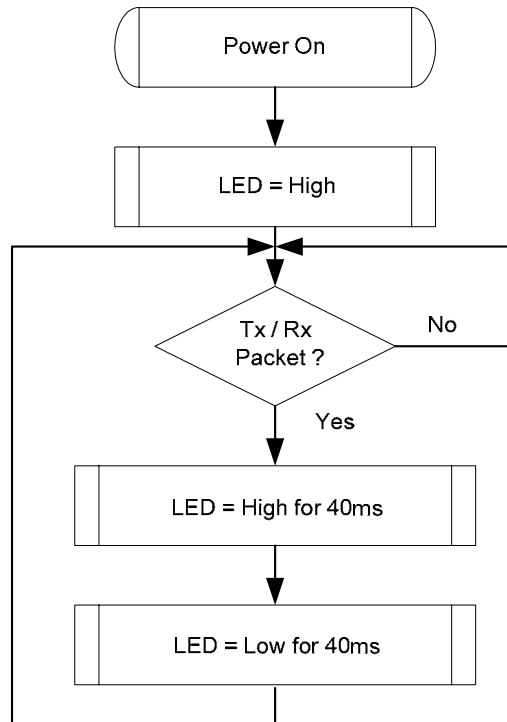 Power On
LED = High
Tx / Rx
Packet ?
No
Yes
LED = High for 40ms
LED = Low for 40ms